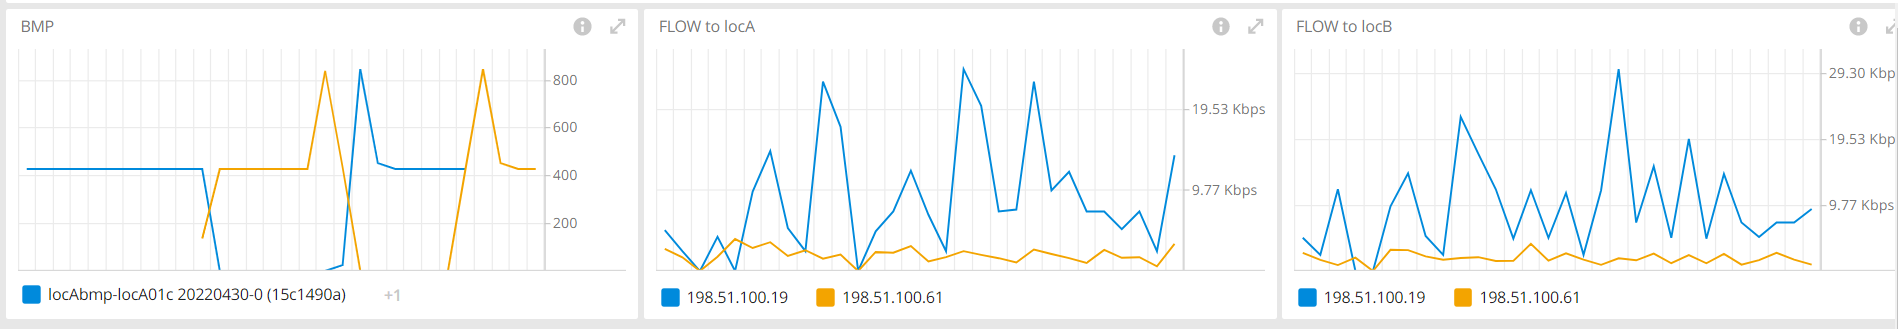 BMP
800
600
400
200
locAbmp-locA01c 20220430-0 (15c1490a) +1
FLOW to locA
19.53 Kbps
9.77 Kbps
198.51.100.19 198.51.100.61
FLOW to locB
29.30 Kbp
19.53 Kbp
9.77 Kbps
198.51.100.19 198.51.100.61